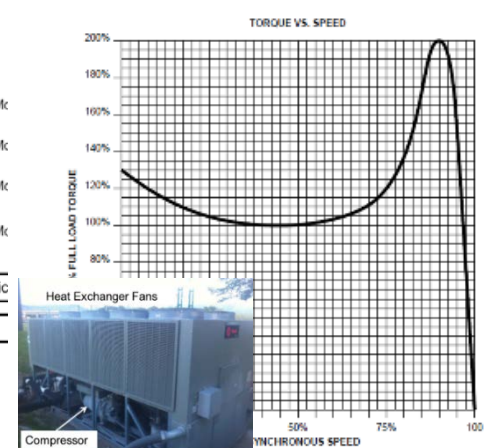 TORQUE VS. SPEED
200%
180%
160%
140%
120%
100%
80%
% FULL LOAD TORQUE
Heat Exchanger Fans
Compressor
50%
75%
100
YNCHRONOUS SPEED